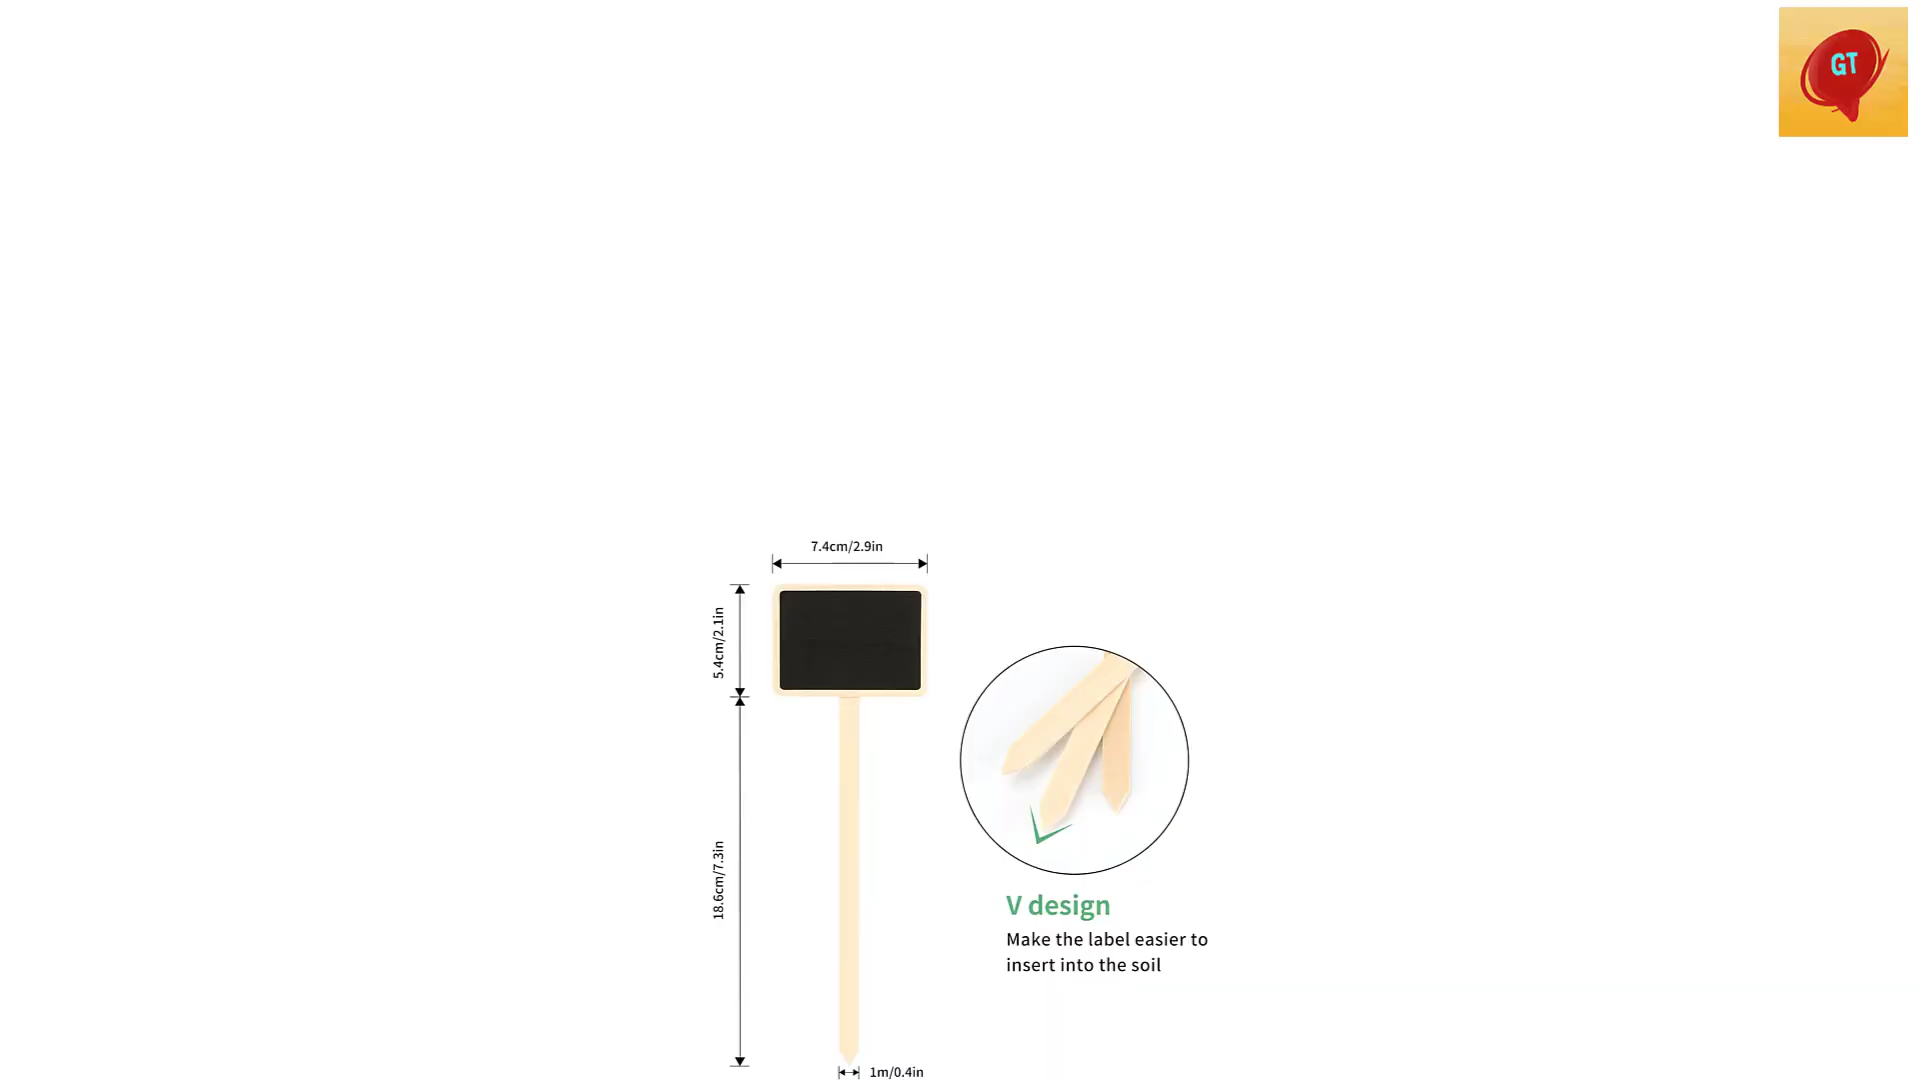 GT
7.4cm/2.9in
5.4cm/2.1in
18.6cm/7.3in
V design
Make the label easier to
insert into the soil
1m/0.4in